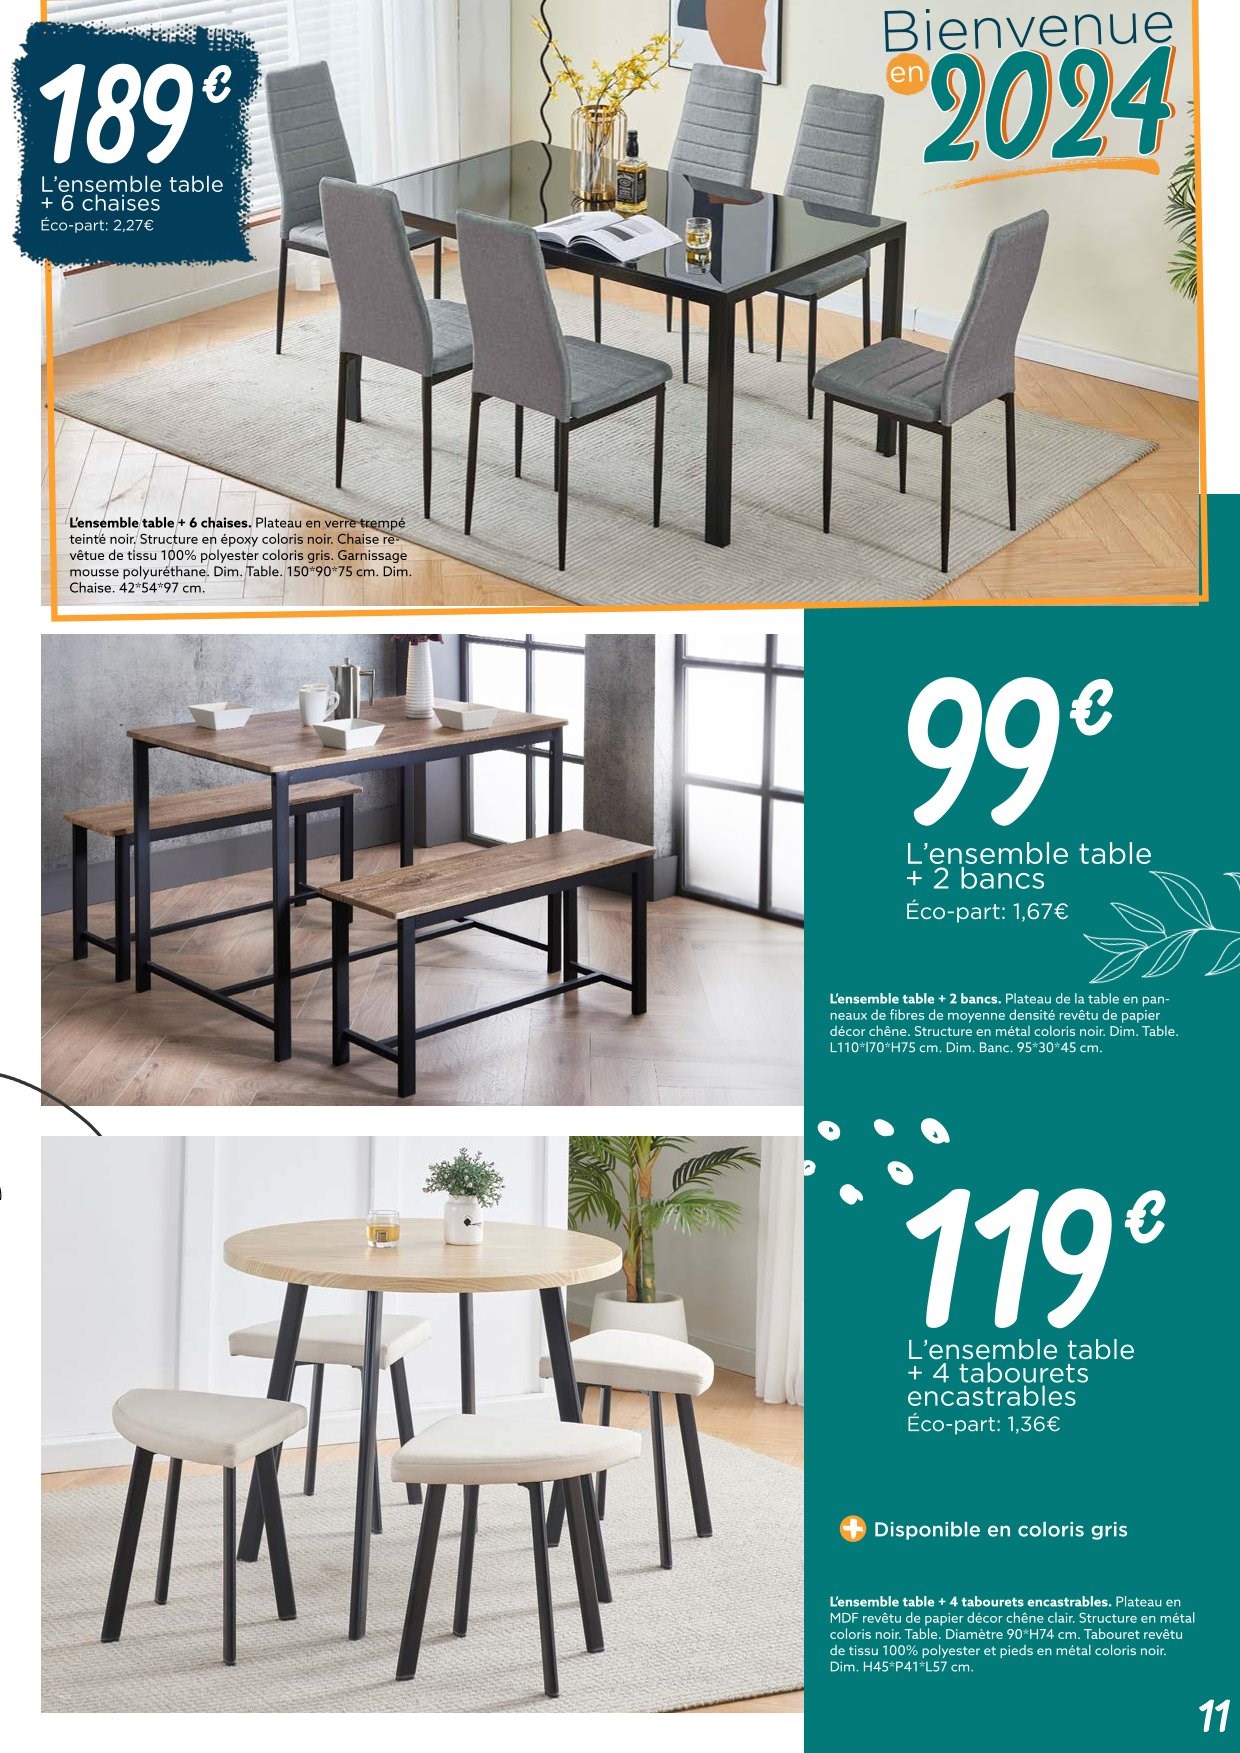 189€
L'ensemble table
+ 6 chaises
Éco-part: 2,27€
Bienvenue
en 2024
L'ensemble table + 6 chaises. Plateau en verre trempé
teinté noir. Structure en époxy coloris noir. Chaise re-
vêtue de tissu 100% polyester coloris gris. Garnissage
mousse polyuréthane. Dim. Table. 150*90*75 cm. Dim.
Chaise. 42*54*97 cm.
99€
L'ensemble table
+ 2 bancs
Éco-part: 1,67€
L'ensemble table + 2 bancs. Plateau de la table en pan-
neaux de fibres de moyenne densité revêtu de papier
décor chêne. Structure en métal coloris noir. Dim. Table.
L110*l70*H75 cm. Dim. Banc. 95*30*45 cm.
119€
L'ensemble table
+ 4 tabourets
encastrables
Éco-part: 1,36€
+ Disponible en coloris gris
L'ensemble table + 4 tabourets encastrables. Plateau en
MDF revêtu de papier décor chêne clair. Structure en métal
coloris noir. Table. Diamètre 90*H74 cm. Tabouret revêtu
de tissu 100% polyester et pieds en métal coloris noir.
Dim. H45*P41*L57 cm.
11